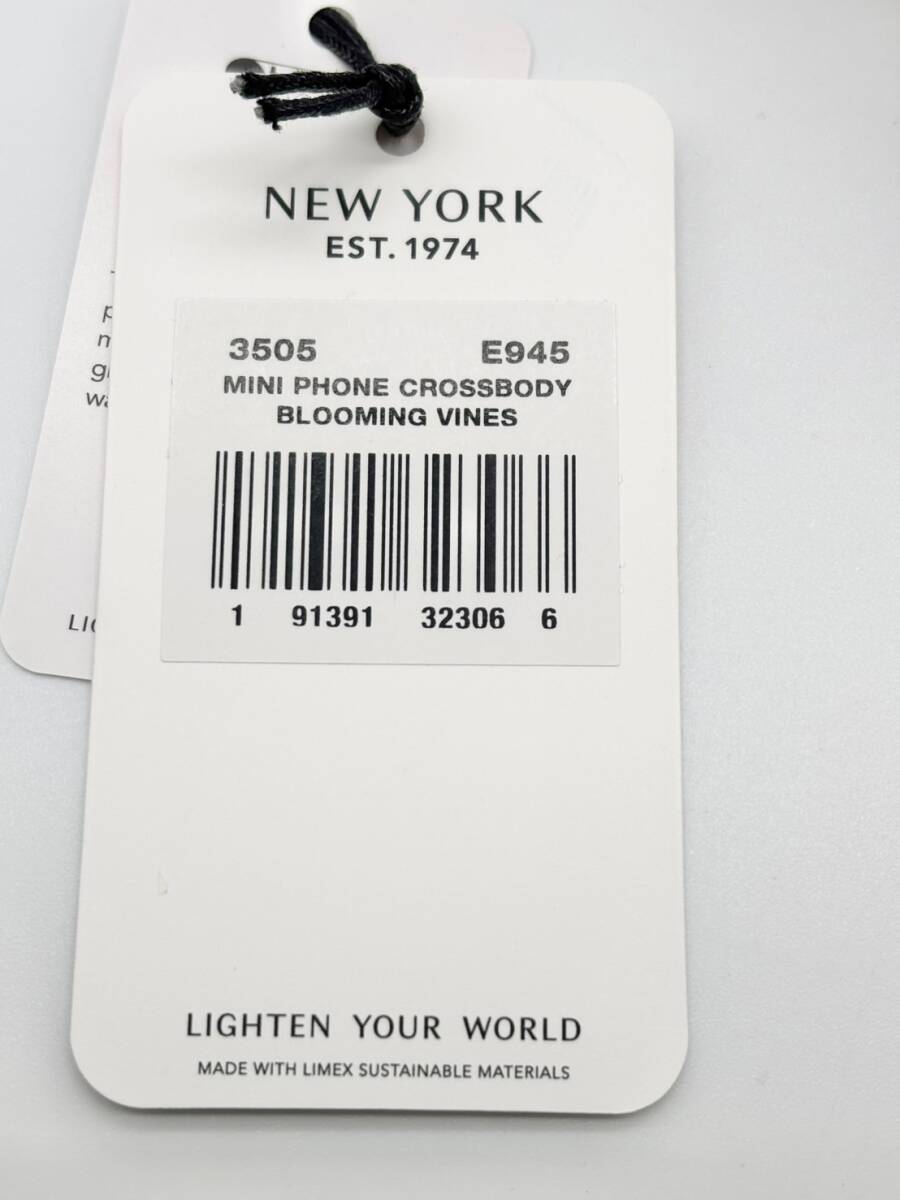 NEW YORK
EST. 1974
3505 E945
MINI PHONE CROSSBODY
BLOOMING VINES
1 91391 32306 6
LIGHTEN YOUR WORLD
MADE WITH LIMEX SUSTAINABLE MATERIALS